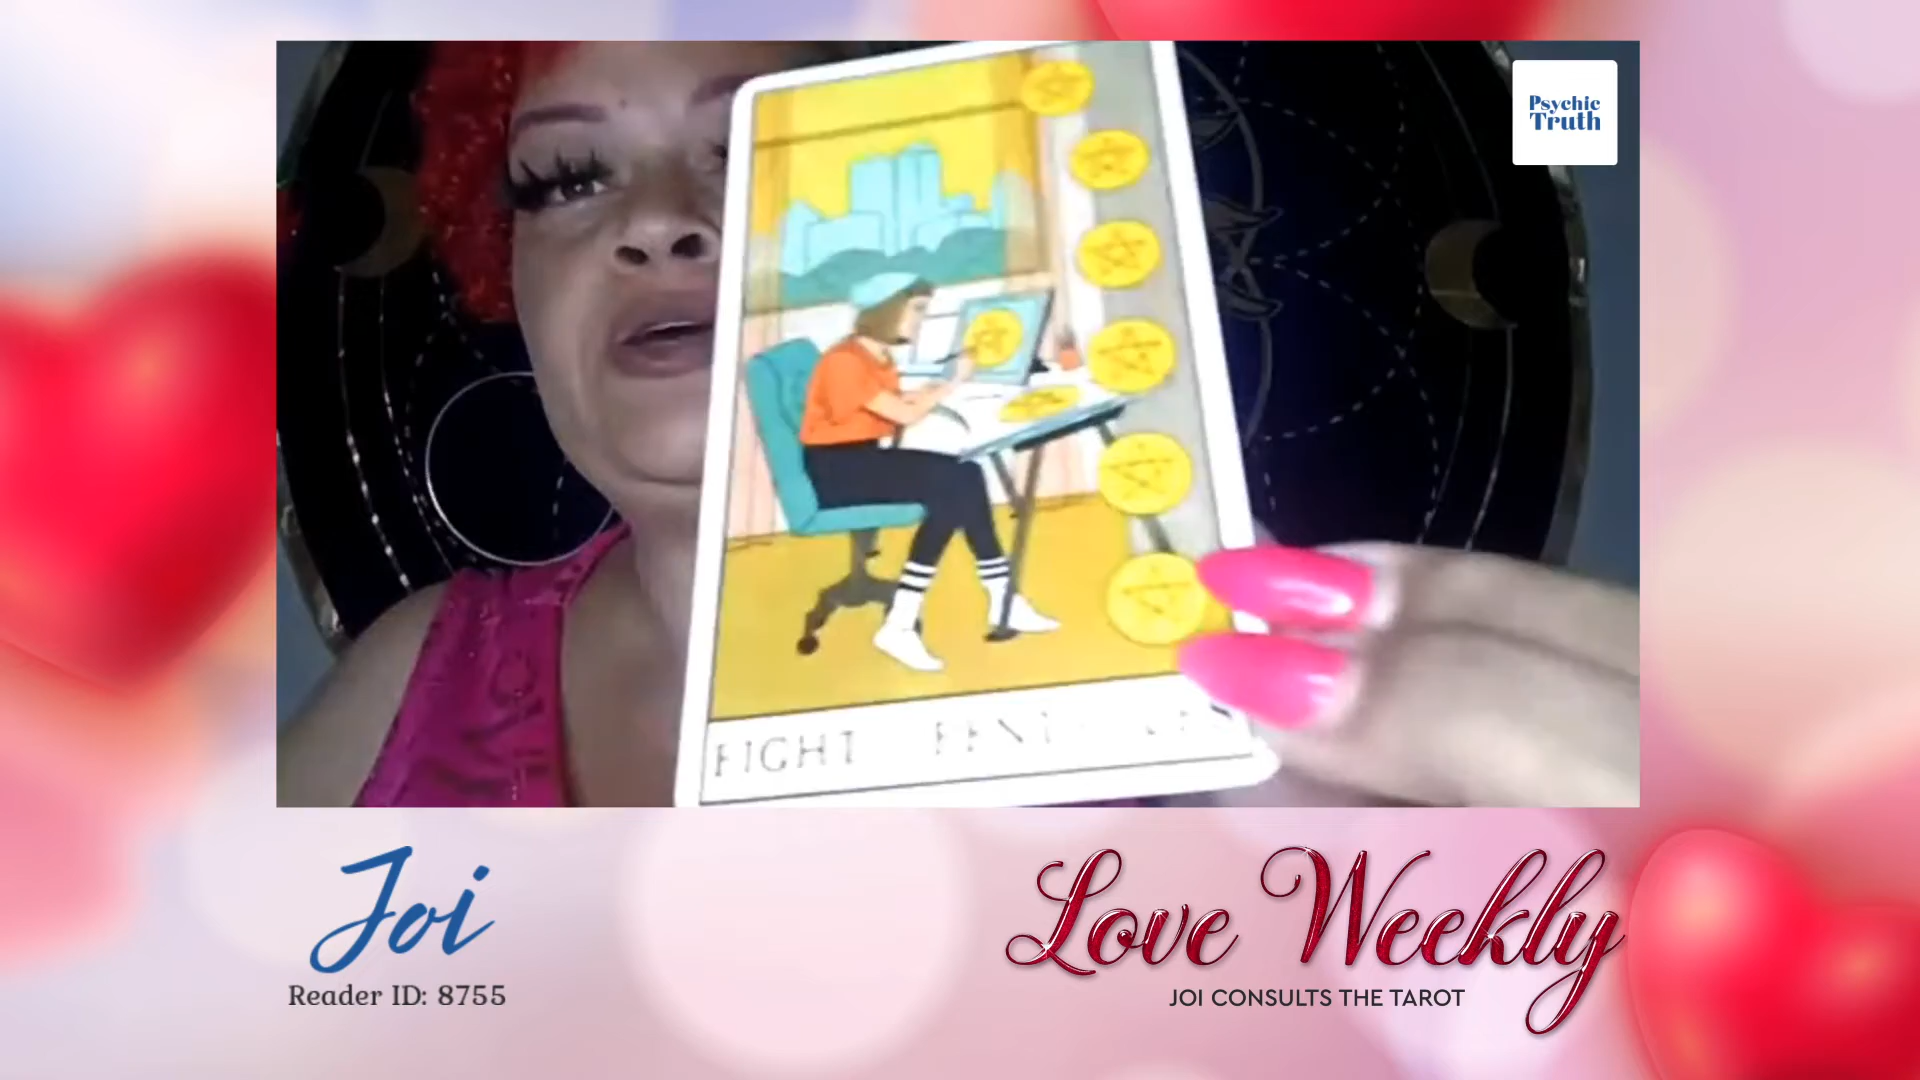 Psychic
Truth
EIGHT
Joi
Love Weekly
Reader ID: 8755
JOI CONSULTS THE TAROT